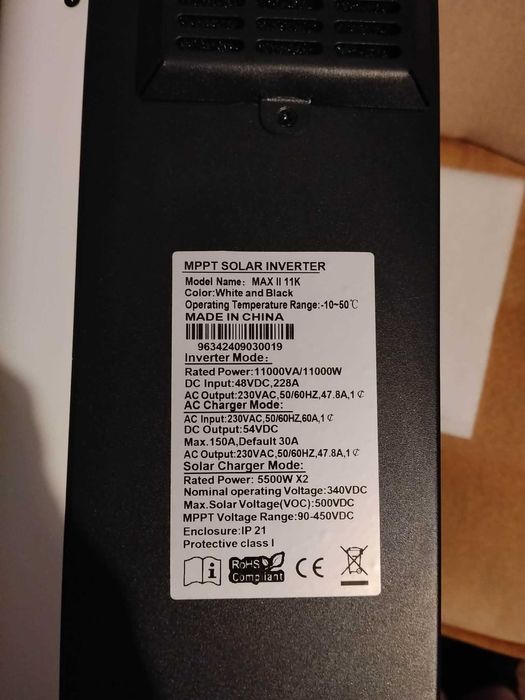 MPPT SOLAR INVERTER
Model Name: MAX II 11K
Color:White and Black
Operating Temperature Range:-10~50℃
MADE IN CHINA
96342409030019
Inverter Mode:
Rated Power:11000VA/11000W
DC Input:48VDC,228A
AC Output:230VAC,50/60HZ,47.8A,1¢
AC Charger Mode:
AC Input:230VAC,50/60HZ,60A,1¢
DC Output:54VDC
Max.150A,Default 30A
AC Output:230VAC,50/60HZ,47.8A,1¢
Solar Charger Mode:
Rated Power: 5500W X2
Nominal operating Voltage:340VDC
Max.Solar Voltage(VOC):500VDC
MPPT Voltage Range:90-450VDC
Enclosure:IP 21
Protective class I
i
RoHS
Compliant
CE